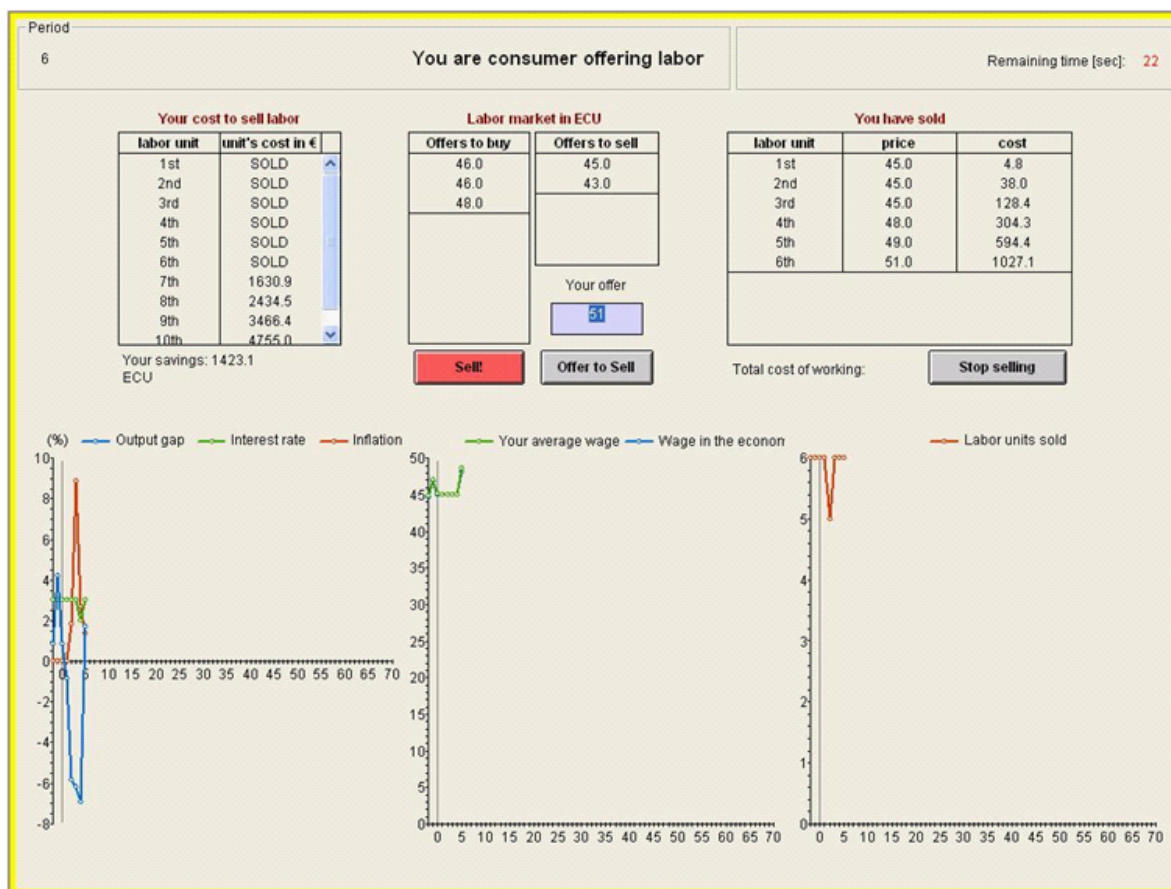 Period
6
You are consumer offering labor
Remaining time [sec]: 22
Your cost to sell labor
labor unit unit's cost in €
1st SOLD
2nd SOLD
3rd SOLD
4th SOLD
5th SOLD
6th SOLD
7th 1630.9
8th 2434.5
9th 3466.4
10th 4755.0
Your savings: 1423.1
ECU
Labor market in ECU
Offers to buy Offers to sell
46.0 45.0
46.0 43.0
48.0
Your offer
51
Sell! Offer to Sell
You have sold
labor unit price cost
1st 45.0 4.8
2nd 45.0 38.0
3rd 45.0 128.4
4th 48.0 304.3
5th 49.0 594.4
6th 51.0 1027.1
Total cost of working: Stop selling
(%) Output gap Interest rate Inflation
10
8
6
4
2
0
-2
-4
-6
-8
0 5 10 15 20 25 30 35 40 45 50 55 60 65 70
Your average wage Wage in the econom
50
45
40
35
30
25
20
15
10
5
0
0 5 10 15 20 25 30 35 40 45 50 55 60 65 70
Labor units sold
6
5
4
3
2
1
0
0 5 10 15 20 25 30 35 40 45 50 55 60 65 70